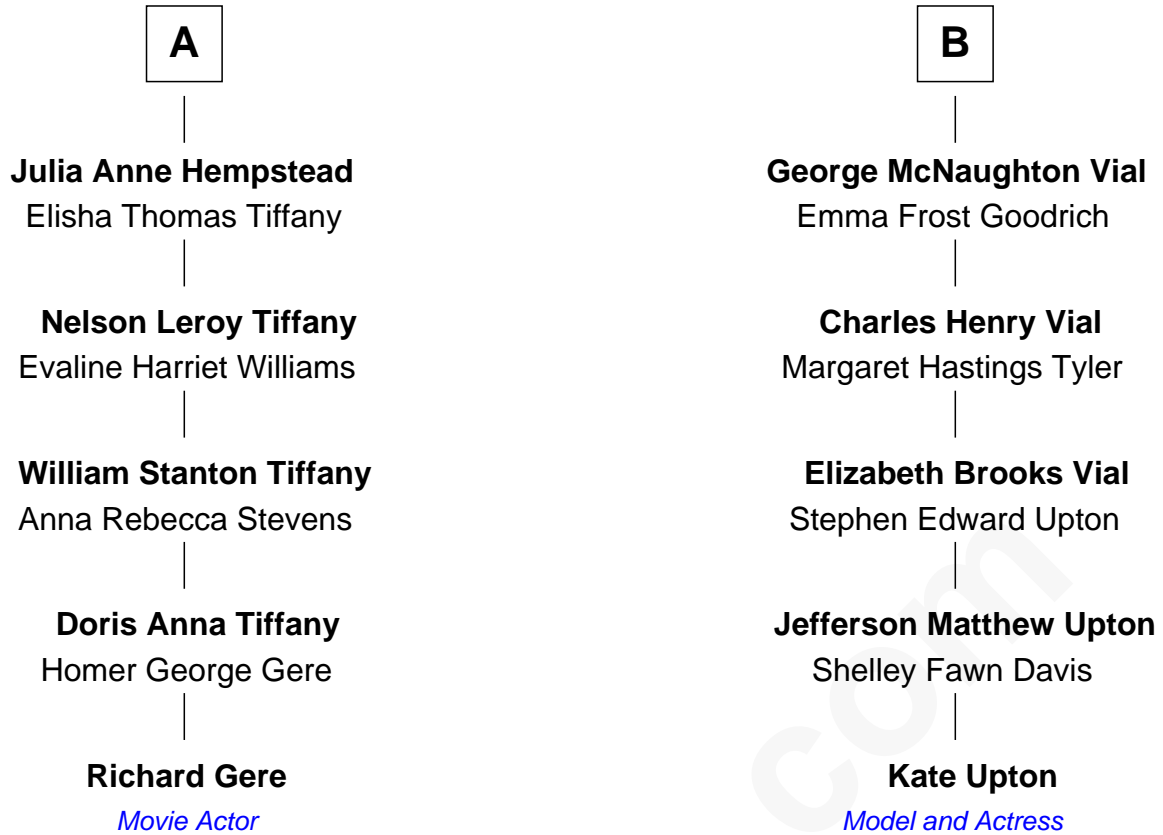 A
Julia Anne Hempstead
Elisha Thomas Tiffany
Nelson Leroy Tiffany
Evaline Harriet Williams
William Stanton Tiffany
Anna Rebecca Stevens
Doris Anna Tiffany
Homer George Gere
Richard Gere
Movie Actor
B
George McNaughton Vial
Emma Frost Goodrich
Charles Henry Vial
Margaret Hastings Tyler
Elizabeth Brooks Vial
Stephen Edward Upton
Jefferson Matthew Upton
Shelley Fawn Davis
Kate Upton
Model and Actress
com